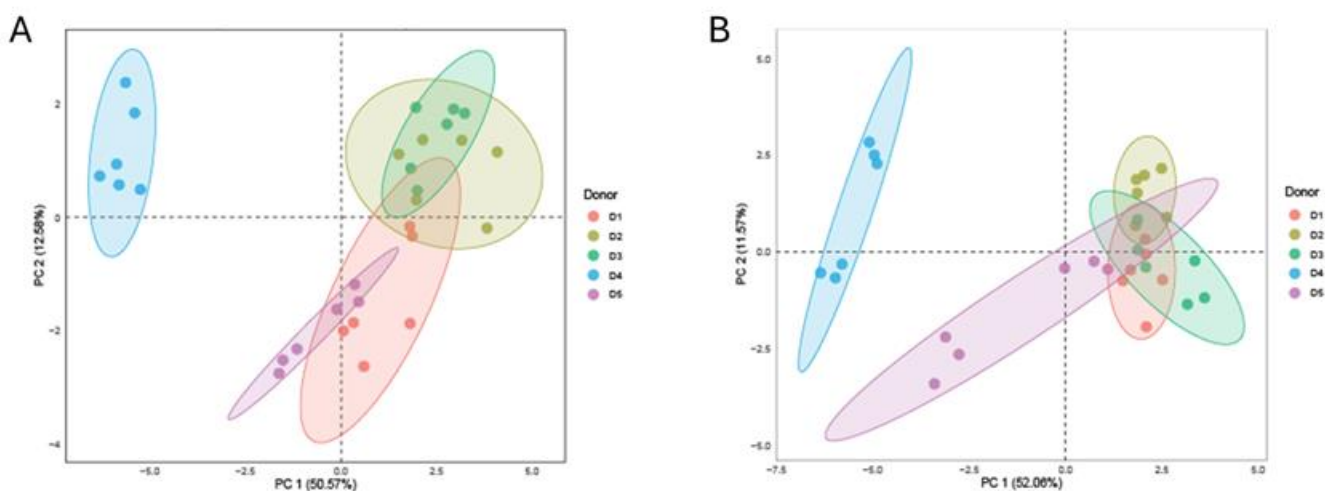 A
2
0
−2
−4
PC 2 (12.58%)
−5.0
−2.5
0.0
2.5
5.0
PC 1 (50.57%)
Donor
D1
D2
D3
D4
D5
B
5.0
2.5
0.0
−2.5
−5.0
PC 2 (11.57%)
−7.5
−5.0
−2.5
0.0
2.5
5.0
PC 1 (52.06%)
Donor
D1
D2
D3
D4
D5